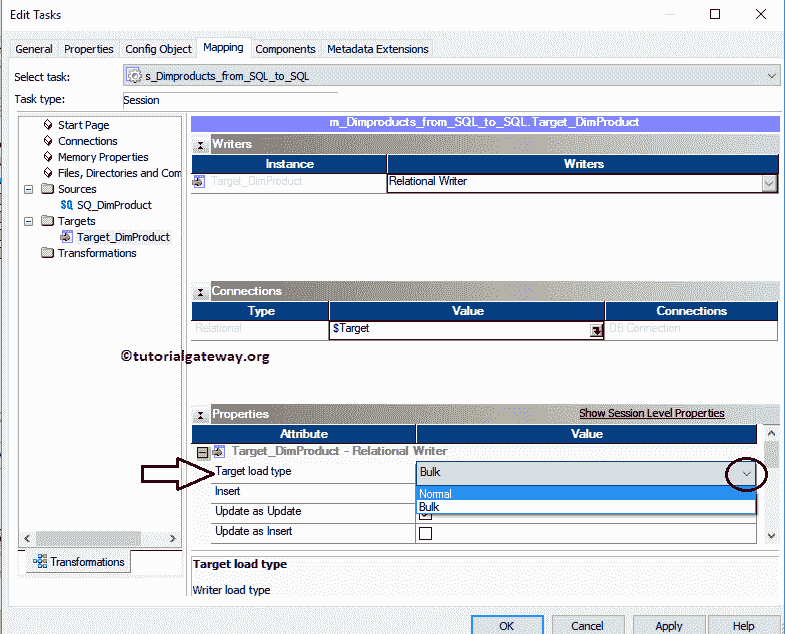 Edit Tasks
General Properties Config Object Mapping Components Metadata Extensions
Select task: s_Dimproducts_from_SQL_to_SQL
Task type: Session
Start Page
Connections
Memory Properties
Files, Directories and Com
Sources
SQ SQ_DimProduct
Targets
Target_DimProduct
Transformations
Transformations
m_Dimproducts_from_SQL_to_SQL.Target_DimProduct
Writers
Instance Writers
Target_DimProduct Relational Writer
Connections
Type Value Connections
Relational $Target DB Connection
©tutorialgateway.org
Properties Show Session Level Properties
Attribute Value
Target_DimProduct - Relational Writer
Target load type Bulk
Insert Normal
Bulk
Update as Update
Update as Insert
Target load type
Writer load type
OK Cancel Apply Help